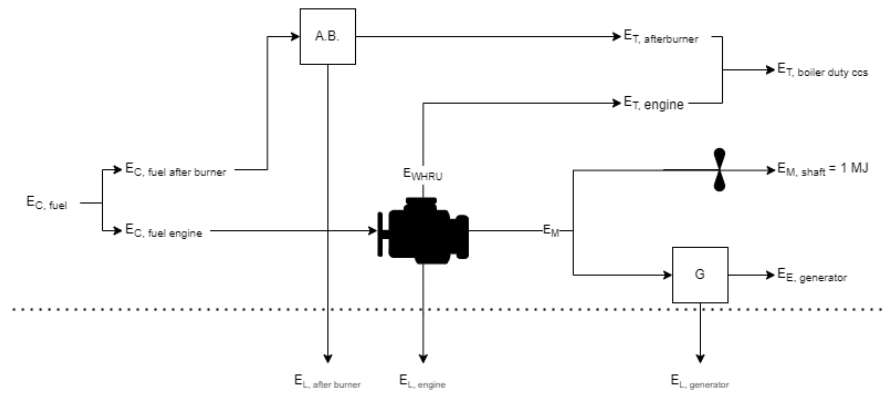 A.B.
E_T, afterburner
E_T, boiler duty ccs
E_T, engine
E_C, fuel after burner
E_WHRU
E_M, shaft = 1 MJ
E_C, fuel
E_C, fuel engine
E_M
G
E_E, generator
E_L, after burner
E_L, engine
E_L, generator